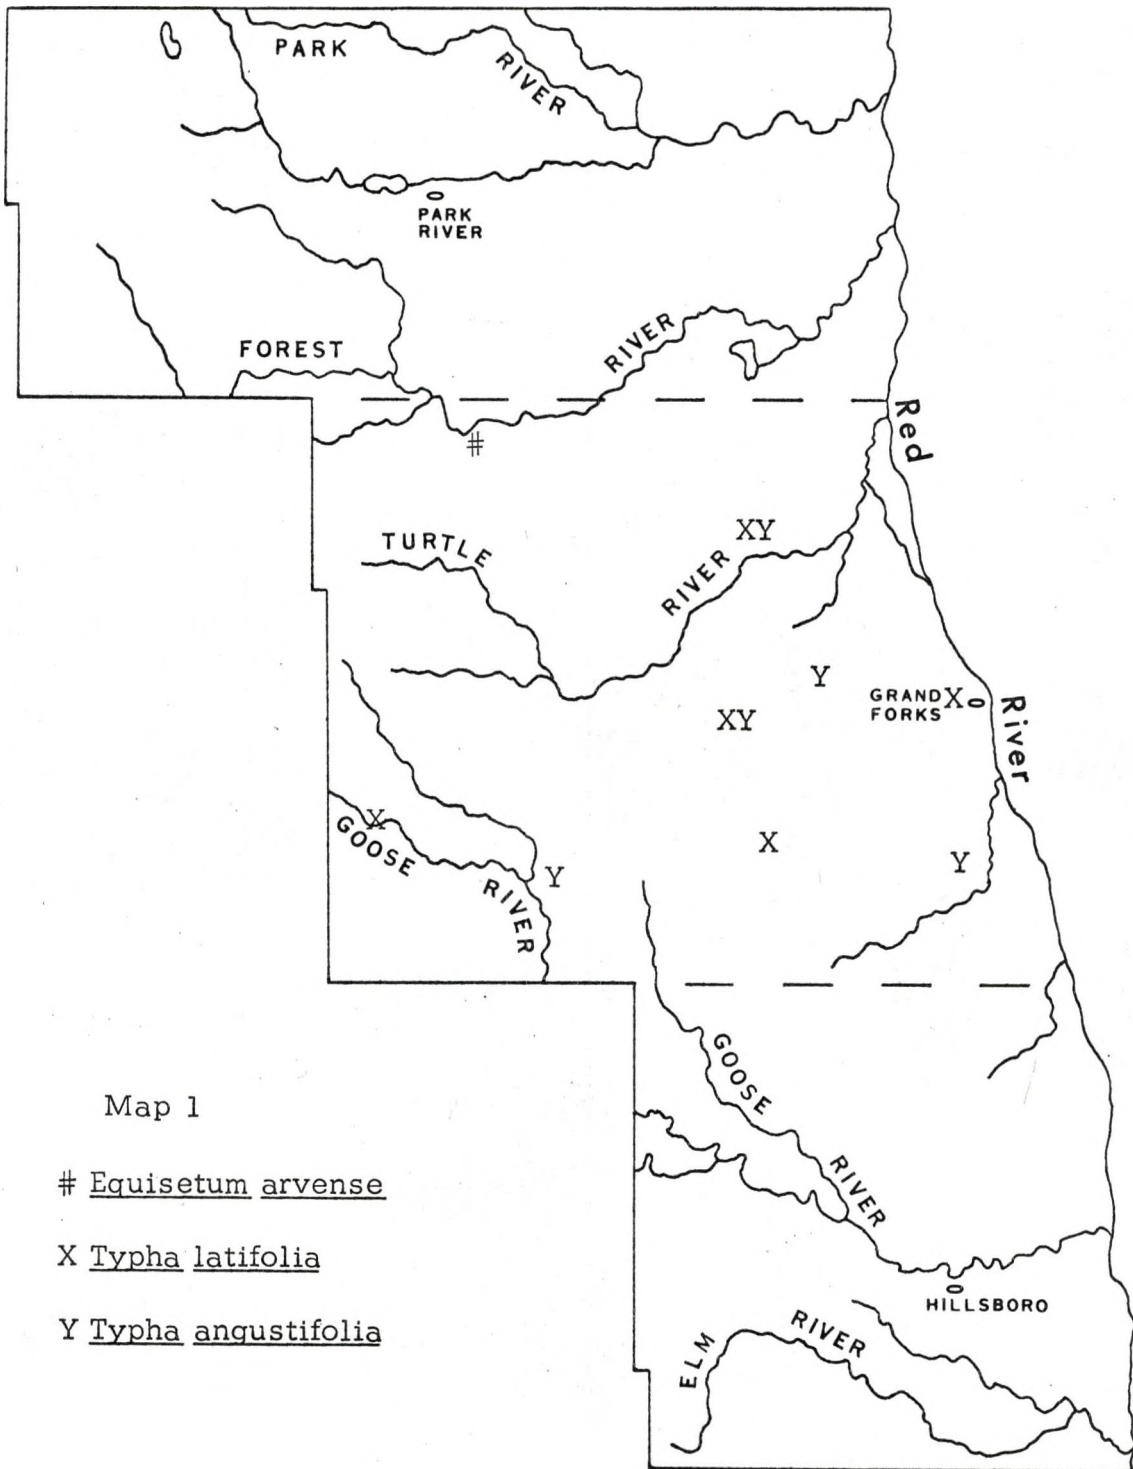 PARK
RIVER
PARK
RIVER
FOREST
RIVER
#
Red
TURTLE
RIVER
XY
Y
GRAND
FORKS
X
River
XY
X
GOOSE
RIVER
X
Y
Y
GOOSE
RIVER
HILLSBORO
ELM
RIVER
Map 1
# Equisetum arvense
X Typha latifolia
Y Typha angustifolia